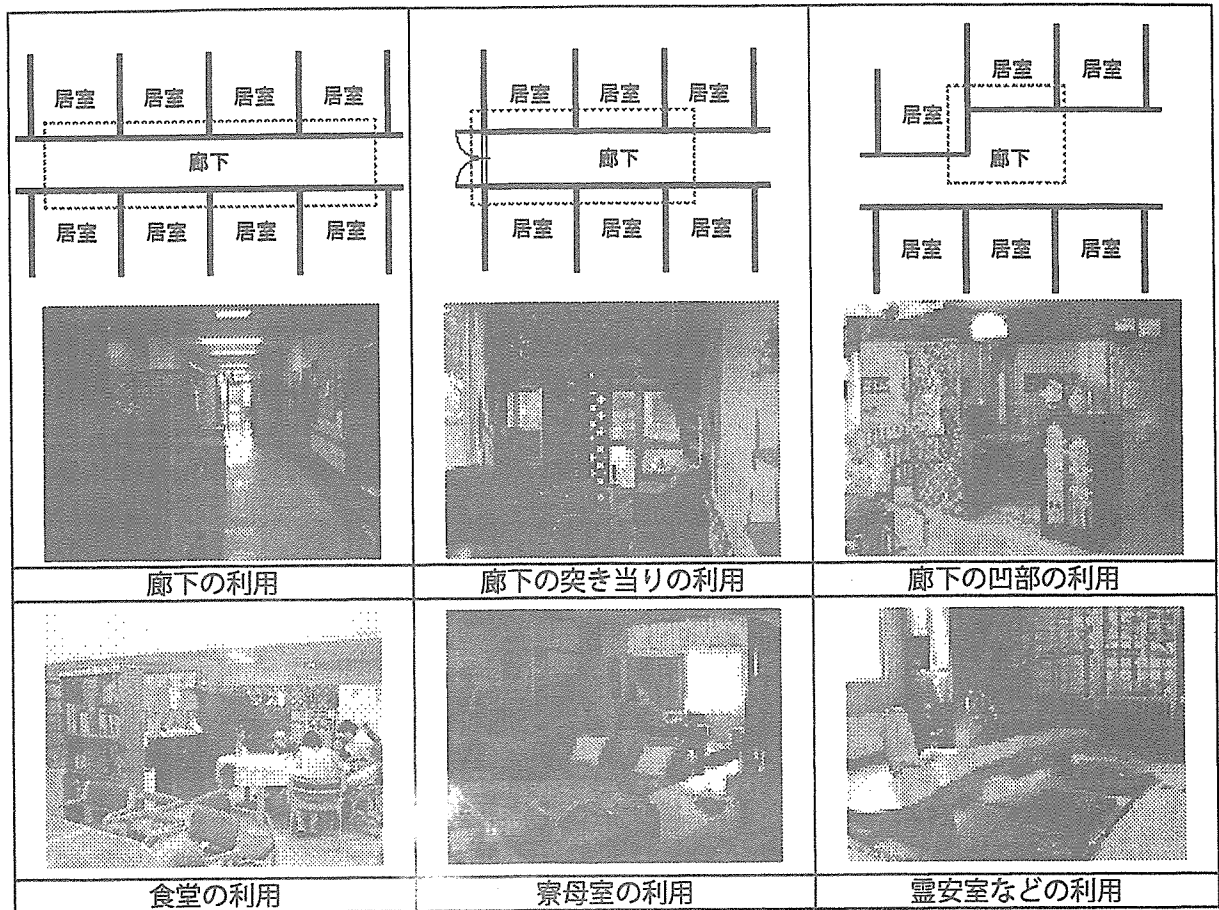 居室 居室 居室 居室
廊下
居室 居室 居室 居室
居室 居室 居室
廊下
居室 居室 居室
居室 居室
居室
廊下
居室 居室 居室
廊下の利用
廊下の突き当りの利用
廊下の凹部の利用
食堂の利用
寮母室の利用
霊安室などの利用